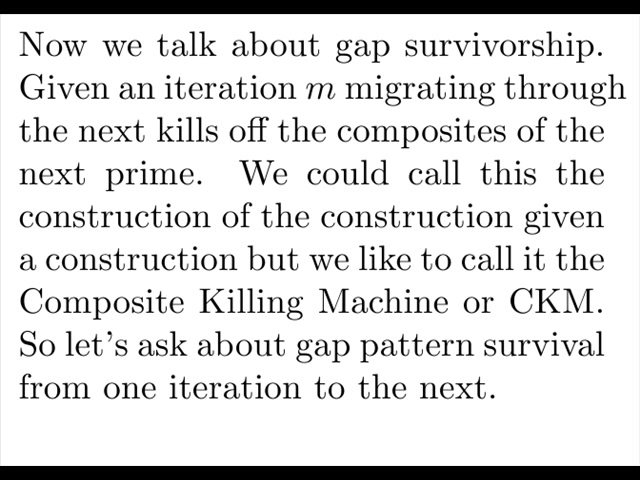 Now we talk about gap survivorship.
Given an iteration m migrating through
the next kills off the composites of the
next prime. We could call this the
construction of the construction given
a construction but we like to call it the
Composite Killing Machine or CKM.
So let's ask about gap pattern survival
from one iteration to the next.